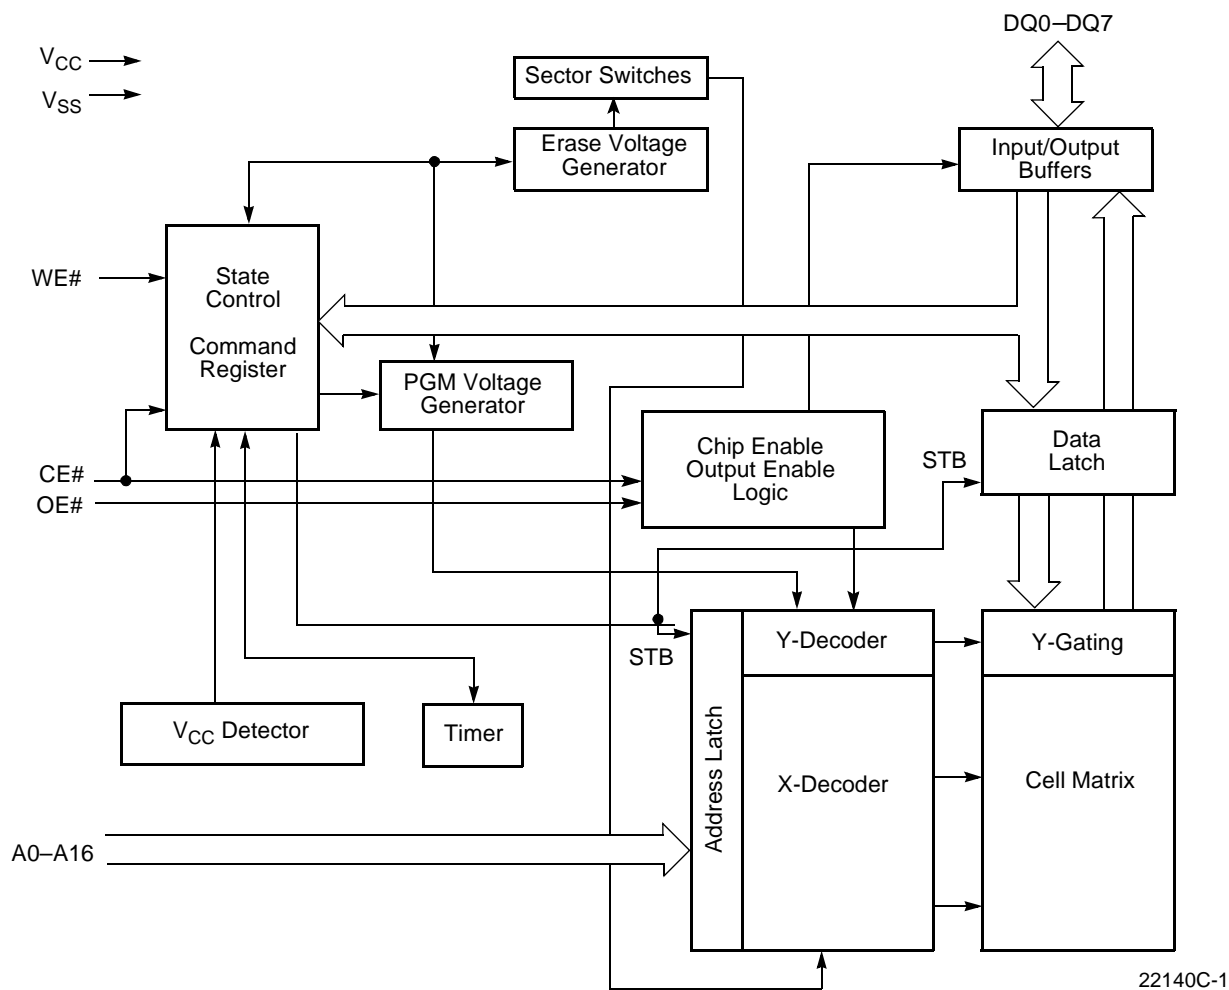 DQ0–DQ7
VCC
VSS
Sector Switches
Erase Voltage
Generator
Input/Output
Buffers
WE#
State
Control
Command
Register
PGM Voltage
Generator
Chip Enable
Output Enable
Logic
STB
Data
Latch
CE#
OE#
Y-Decoder
Y-Gating
STB
VCC Detector
Timer
Address Latch
X-Decoder
Cell Matrix
A0–A16
22140C-1